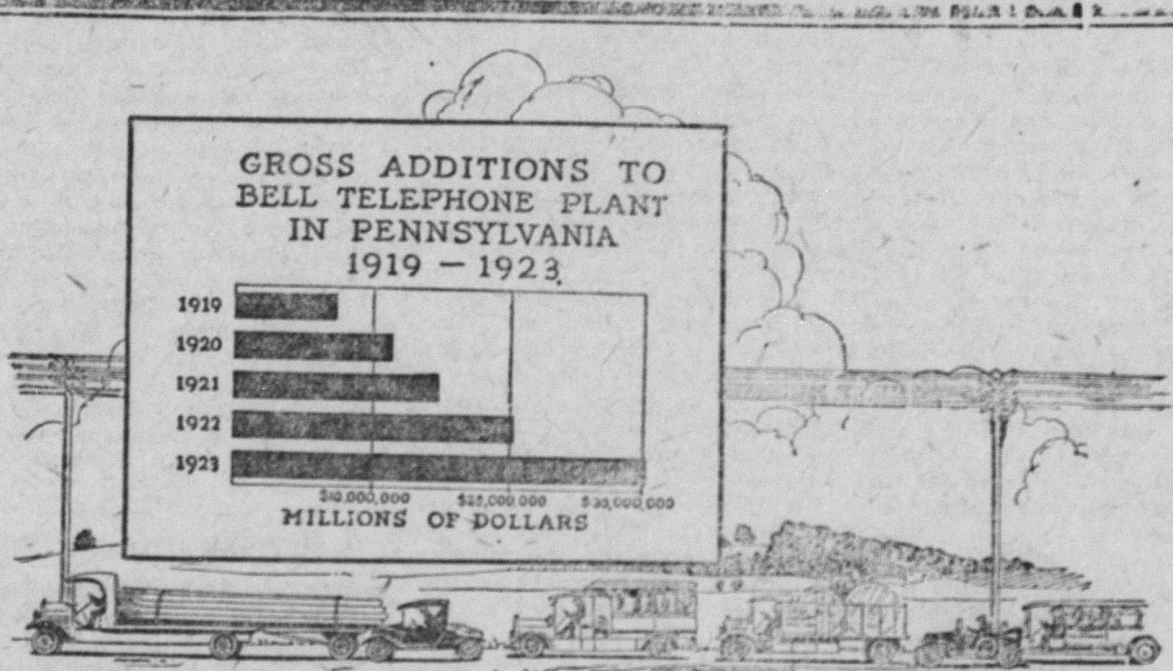 GROSS ADDITIONS TO
BELL TELEPHONE PLANT
IN PENNSYLVANIA
1919 — 1923
1919
1920
1921
1922
1923
$10,000,000 $20,000,000 $30,000,000
MILLIONS OF DOLLARS